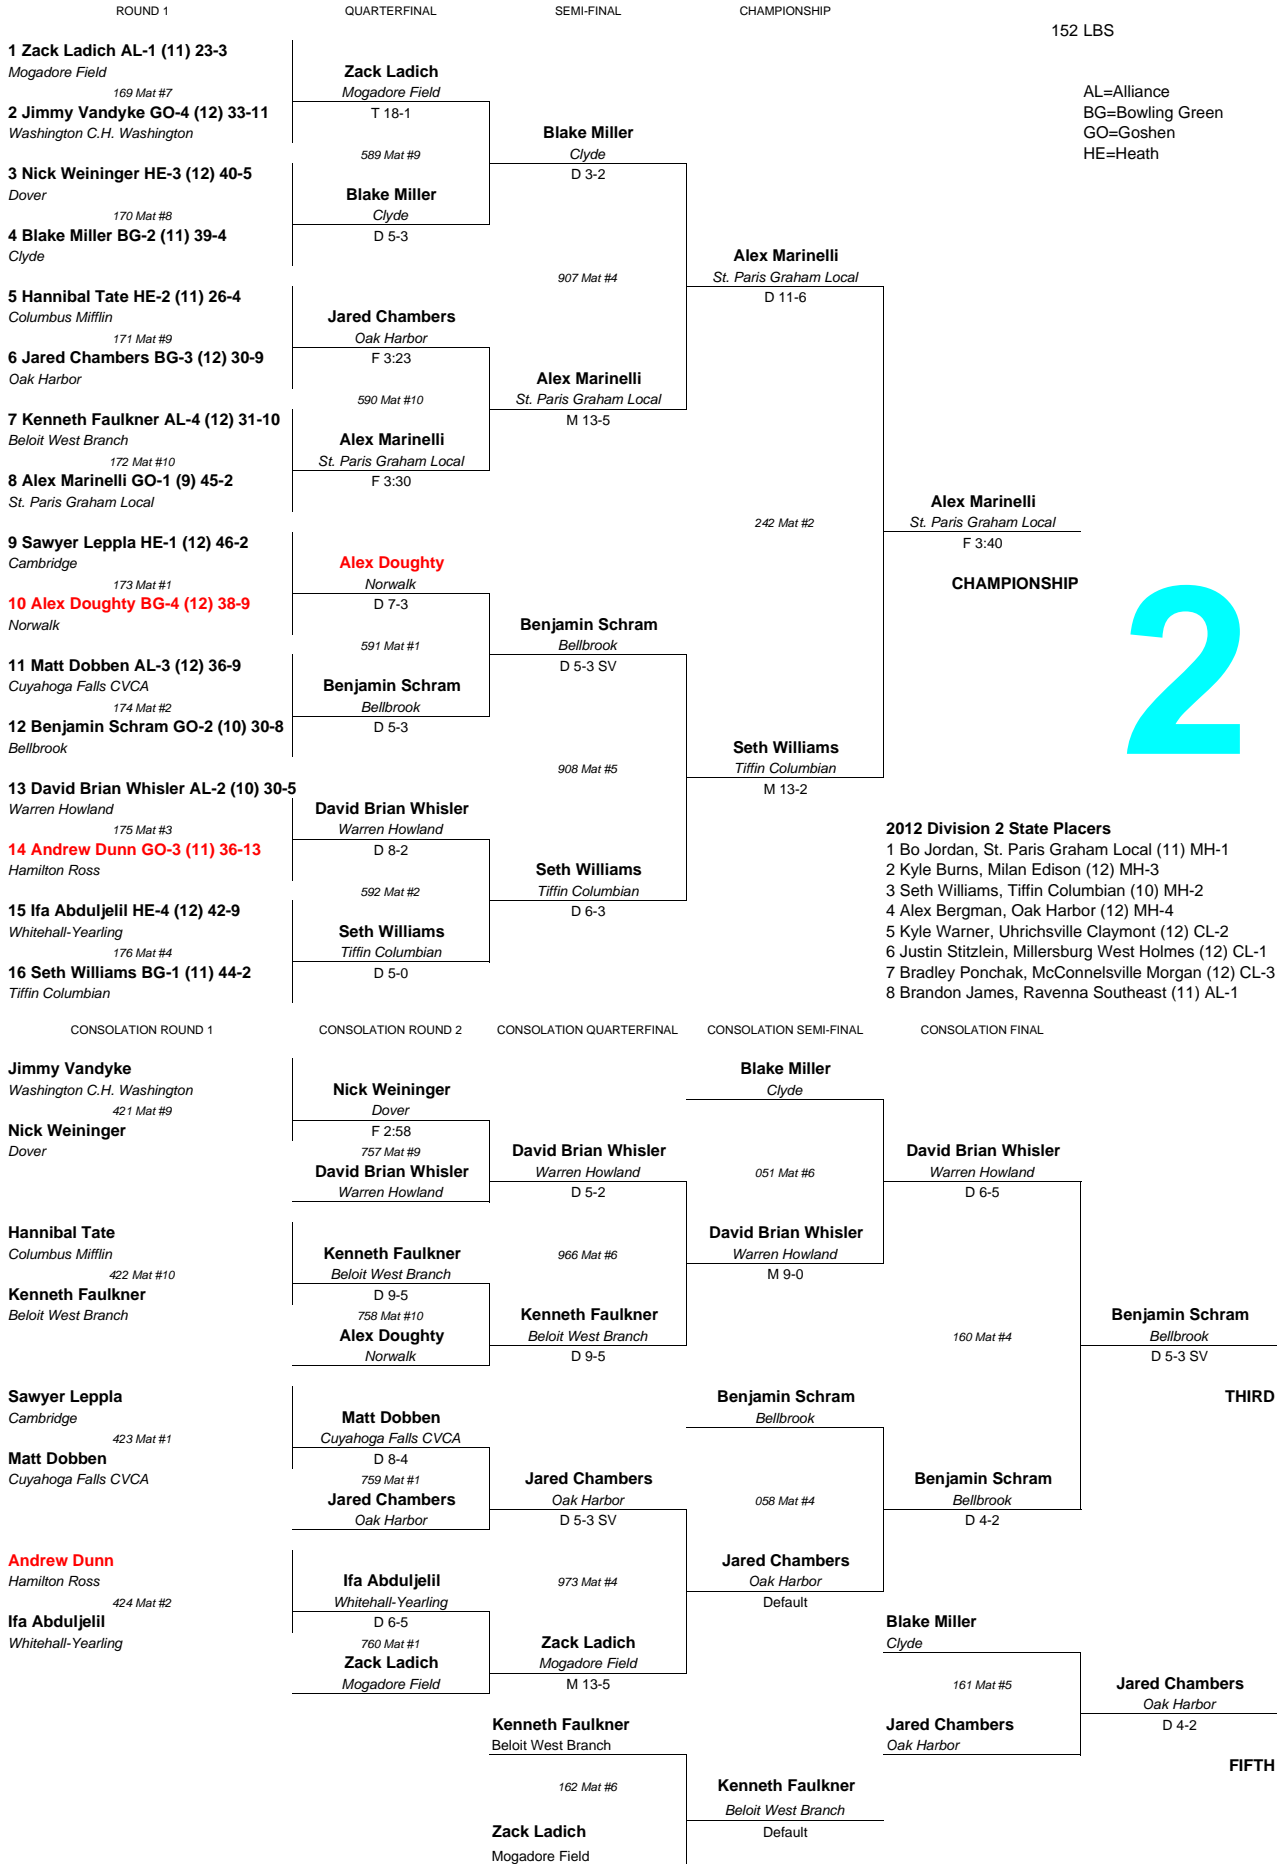 ROUND 1
QUARTERFINAL
SEMI-FINAL
CHAMPIONSHIP
152 LBS
AL=Alliance
BG=Bowling Green
GO=Goshen
HE=Heath
1 Zack Ladich AL-1 (11) 23-3
Mogadore Field
169 Mat #7
2 Jimmy Vandyke GO-4 (12) 33-11
Washington C.H. Washington
3 Nick Weininger HE-3 (12) 40-5
Dover
170 Mat #8
4 Blake Miller BG-2 (11) 39-4
Clyde
5 Hannibal Tate HE-2 (11) 26-4
Columbus Mifflin
171 Mat #9
6 Jared Chambers BG-3 (12) 30-9
Oak Harbor
7 Kenneth Faulkner AL-4 (12) 31-10
Beloit West Branch
172 Mat #10
8 Alex Marinelli GO-1 (9) 45-2
St. Paris Graham Local
9 Sawyer Leppla HE-1 (12) 46-2
Cambridge
173 Mat #1
10 Alex Doughty BG-4 (12) 38-9
Norwalk
11 Matt Dobben AL-3 (12) 36-9
Cuyahoga Falls CVCA
174 Mat #2
12 Benjamin Schram GO-2 (10) 30-8
Bellbrook
13 David Brian Whisler AL-2 (10) 30-5
Warren Howland
175 Mat #3
14 Andrew Dunn GO-3 (11) 36-13
Hamilton Ross
15 Ifa Abduljelil HE-4 (12) 42-9
Whitehall-Yearling
176 Mat #4
16 Seth Williams BG-1 (11) 44-2
Tiffin Columbian
Zack Ladich
Mogadore Field
T 18-1
589 Mat #9
Blake Miller
Clyde
D 5-3
Jared Chambers
Oak Harbor
F 3:23
590 Mat #10
Alex Marinelli
St. Paris Graham Local
F 3:30
Alex Doughty
Norwalk
D 7-3
591 Mat #1
Benjamin Schram
Bellbrook
D 5-3
David Brian Whisler
Warren Howland
D 8-2
592 Mat #2
Seth Williams
Tiffin Columbian
D 5-0
Blake Miller
Clyde
D 3-2
907 Mat #4
Alex Marinelli
St. Paris Graham Local
M 13-5
Benjamin Schram
Bellbrook
D 5-3 SV
908 Mat #5
Seth Williams
Tiffin Columbian
D 6-3
Alex Marinelli
St. Paris Graham Local
D 11-6
242 Mat #2
Seth Williams
Tiffin Columbian
M 13-2
Alex Marinelli
St. Paris Graham Local
F 3:40
CHAMPIONSHIP
2
2012 Division 2 State Placers
1 Bo Jordan, St. Paris Graham Local (11) MH-1
2 Kyle Burns, Milan Edison (12) MH-3
3 Seth Williams, Tiffin Columbian (10) MH-2
4 Alex Bergman, Oak Harbor (12) MH-4
5 Kyle Warner, Uhrichsville Claymont (12) CL-2
6 Justin Stitzlein, Millersburg West Holmes (12) CL-1
7 Bradley Ponchak, McConnelsville Morgan (12) CL-3
8 Brandon James, Ravenna Southeast (11) AL-1
CONSOLATION ROUND 1
CONSOLATION ROUND 2
CONSOLATION QUARTERFINAL
CONSOLATION SEMI-FINAL
CONSOLATION FINAL
Jimmy Vandyke
Washington C.H. Washington
421 Mat #9
Nick Weininger
Dover
Hannibal Tate
Columbus Mifflin
422 Mat #10
Kenneth Faulkner
Beloit West Branch
Sawyer Leppla
Cambridge
423 Mat #1
Matt Dobben
Cuyahoga Falls CVCA
Andrew Dunn
Hamilton Ross
424 Mat #2
Ifa Abduljelil
Whitehall-Yearling
Nick Weininger
Dover
F 2:58
757 Mat #9
David Brian Whisler
Warren Howland
Kenneth Faulkner
Beloit West Branch
D 9-5
758 Mat #10
Alex Doughty
Norwalk
Matt Dobben
Cuyahoga Falls CVCA
D 8-4
759 Mat #1
Jared Chambers
Oak Harbor
Ifa Abduljelil
Whitehall-Yearling
D 6-5
760 Mat #1
Zack Ladich
Mogadore Field
David Brian Whisler
Warren Howland
D 5-2
966 Mat #6
Kenneth Faulkner
Beloit West Branch
D 9-5
Jared Chambers
Oak Harbor
D 5-3 SV
973 Mat #4
Zack Ladich
Mogadore Field
M 13-5
Blake Miller
Clyde
051 Mat #6
David Brian Whisler
Warren Howland
M 9-0
Benjamin Schram
Bellbrook
058 Mat #4
Jared Chambers
Oak Harbor
Default
David Brian Whisler
Warren Howland
D 6-5
160 Mat #4
Benjamin Schram
Bellbrook
D 4-2
Benjamin Schram
Bellbrook
D 5-3 SV
THIRD
Blake Miller
Clyde
161 Mat #5
Jared Chambers
Oak Harbor
Jared Chambers
Oak Harbor
D 4-2
FIFTH
Kenneth Faulkner
Beloit West Branch
162 Mat #6
Zack Ladich
Mogadore Field
Kenneth Faulkner
Beloit West Branch
Default